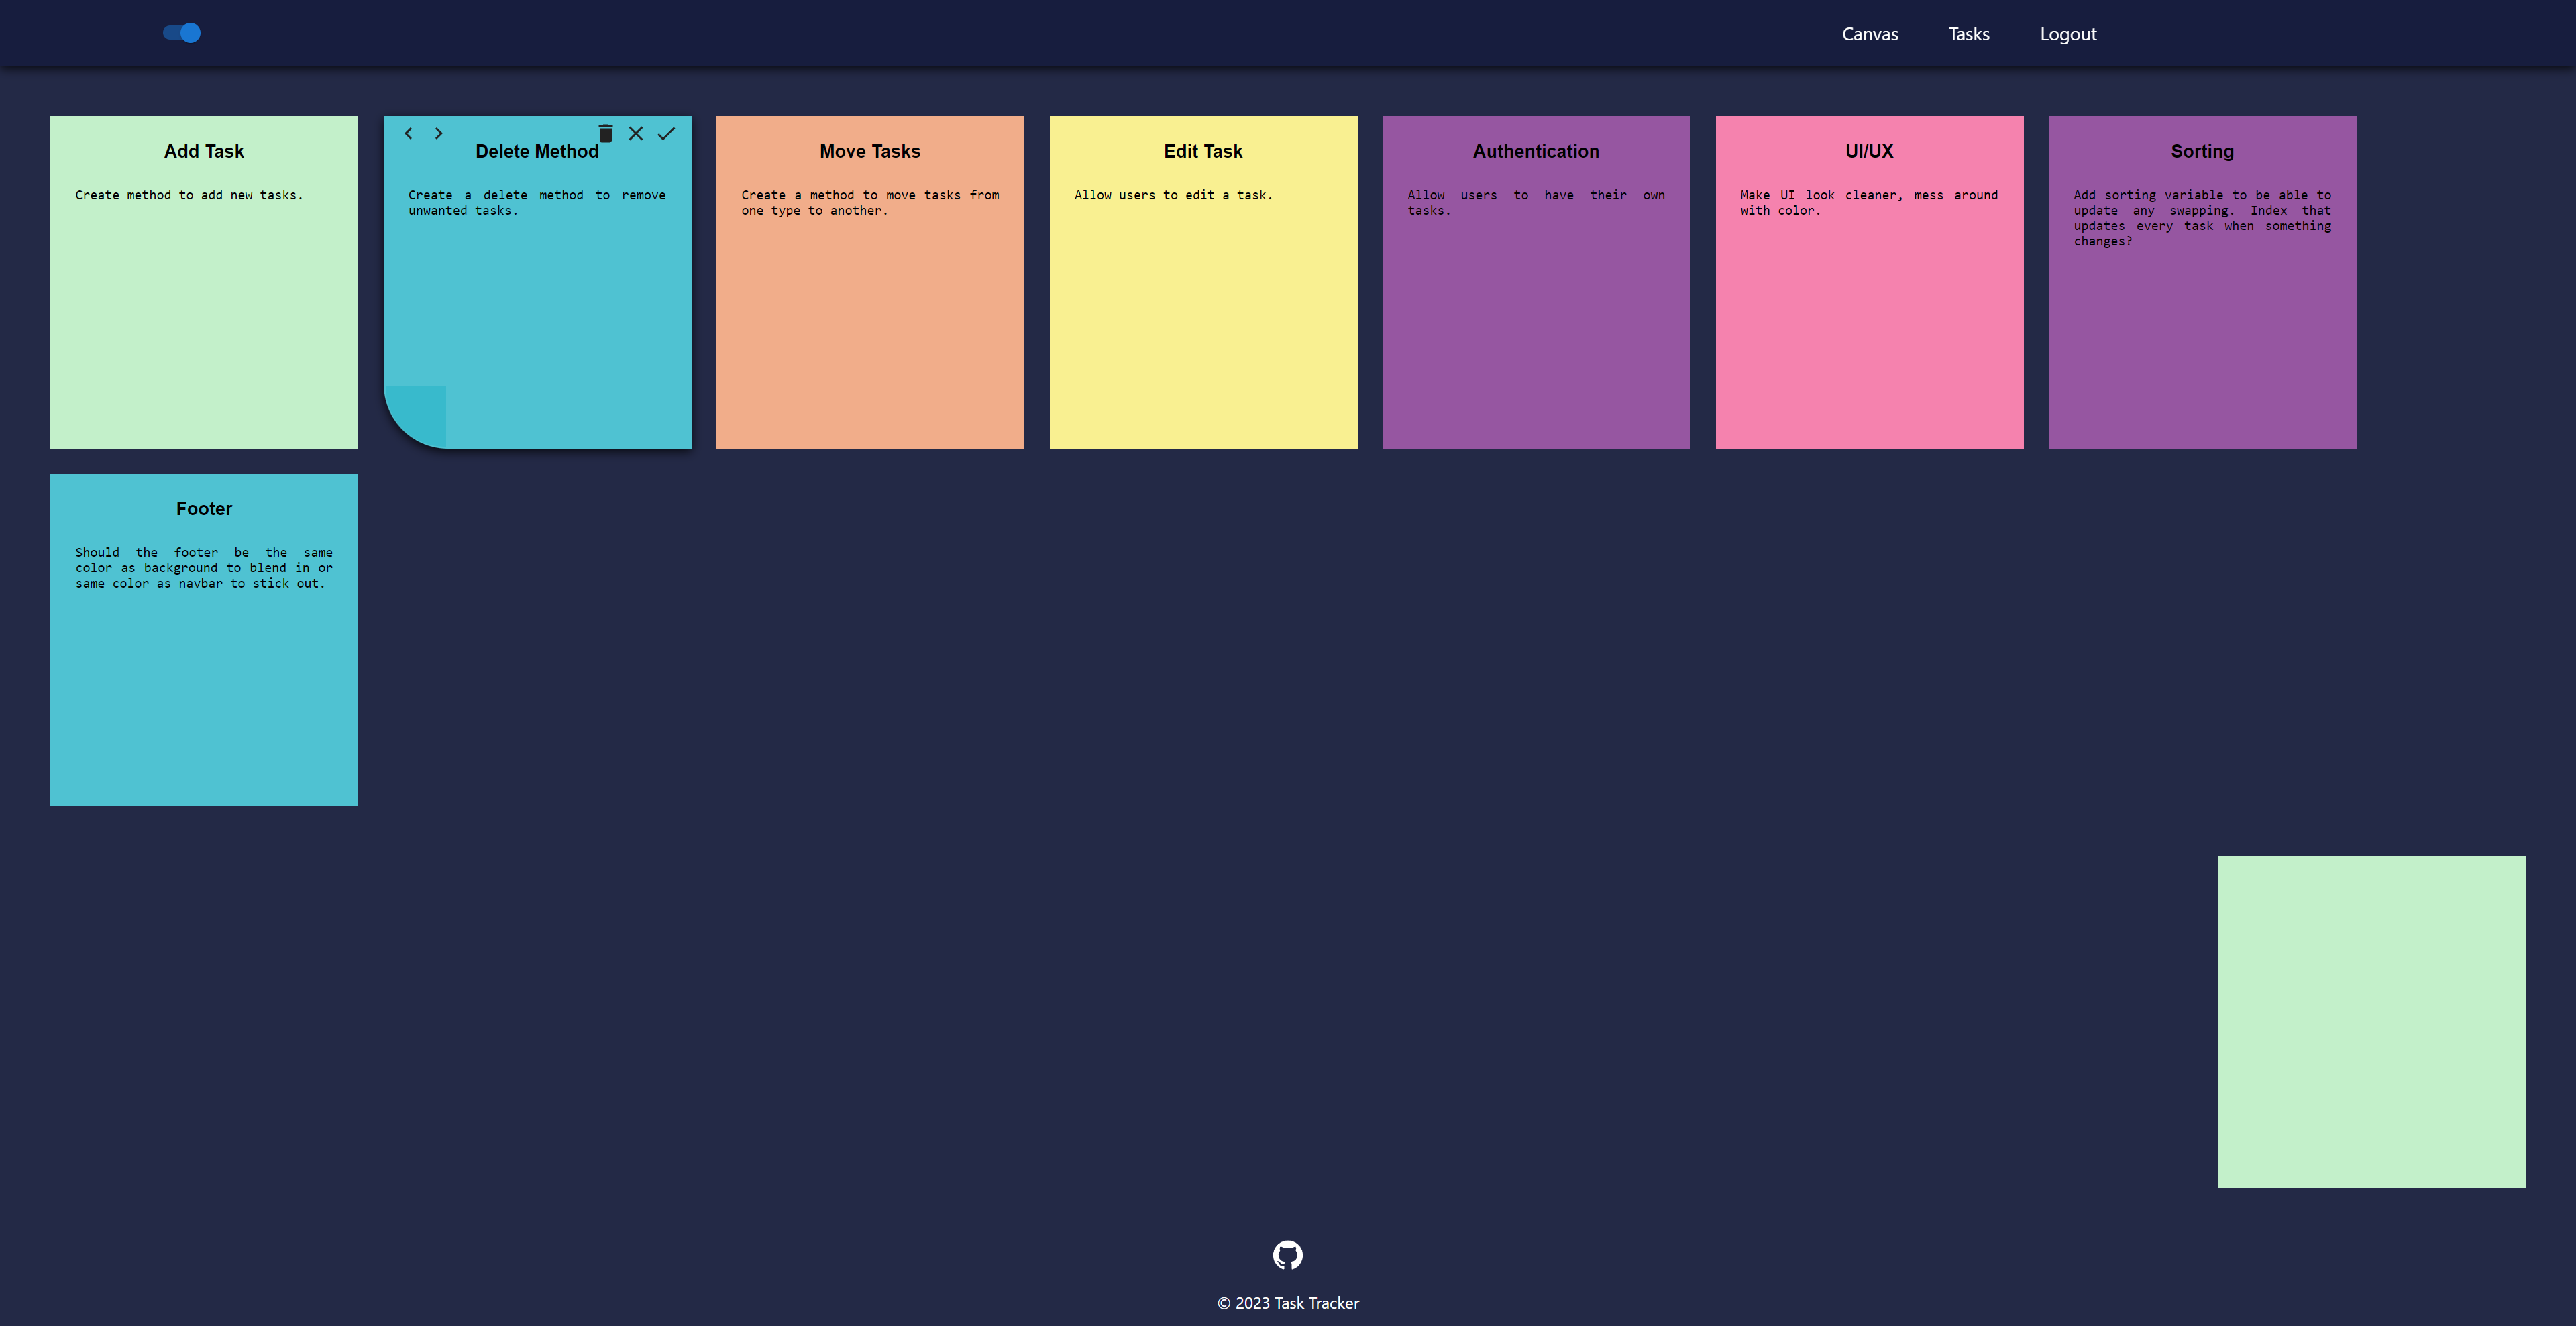 Canvas Tasks Logout
Add Task
Create method to add new tasks.
Delete Method
Create a delete method to remove
unwanted tasks.
Move Tasks
Create a method to move tasks from
one type to another.
Edit Task
Allow users to edit a task.
Authentication
Allow users to have their own
tasks.
UI/UX
Make UI look cleaner, mess around
with color.
Sorting
Add sorting variable to be able to
update any swapping. Index that
updates every task when something
changes?
Footer
Should the footer be the same
color as background to blend in or
same color as navbar to stick out.
© 2023 Task Tracker